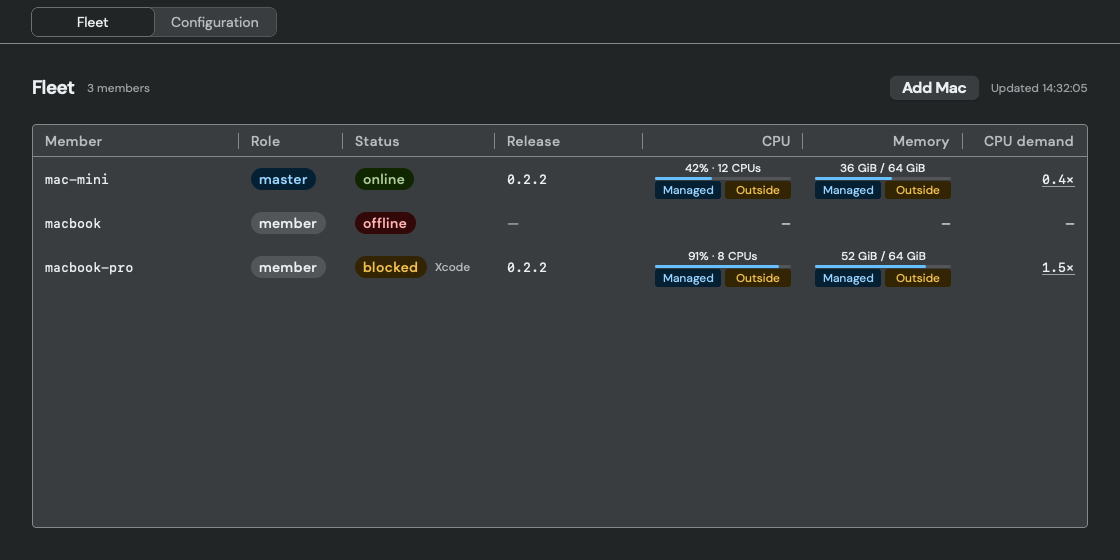 Fleet Configuration
Fleet 3 members Add Mac Updated 14:32:05
Member Role Status Release CPU Memory CPU demand
42% · 12 CPUs 36 GiB / 64 GiB
mac-mini master online 0.2.2 0.4×
Managed Outside Managed Outside
macbook member offline — — — —
91% · 8 CPUs 52 GiB / 64 GiB
macbook-pro member blocked Xcode 0.2.2 1.5×
Managed Outside Managed Outside